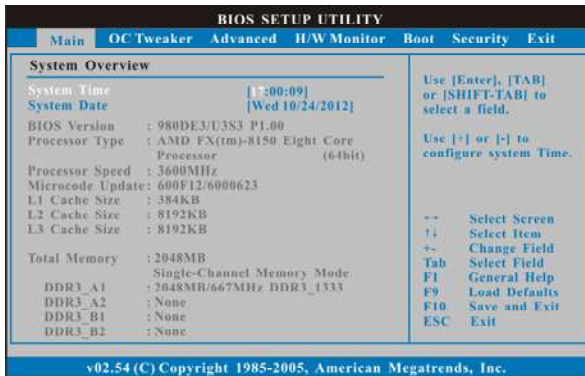 BIOS SETUP UTILITY
Main OC Tweaker Advanced H/W Monitor Boot Security Exit
System Overview
System Time [17:00:09]
System Date [Wed 10/24/2012]
BIOS Version : 980DE3/U3S3 P1.00
Processor Type : AMD FX(tm)-8150 Eight Core
Processor (64bit)
Processor Speed : 3600MHz
Microcode Update : 600F12/6000623
L1 Cache Size : 384KB
L2 Cache Size : 8192KB
L3 Cache Size : 8192KB
Total Memory : 2048MB
Single-Channel Memory Mode
DDR3_A1 : 2048MB/667MHz DDR3_1333
DDR3_A2 : None
DDR3_B1 : None
DDR3_B2 : None
Use [Enter], [TAB]
or [SHIFT-TAB] to
select a field.
Use [+] or [-] to
configure system Time.
←→ Select Screen
↑↓ Select Item
+- Change Field
Tab Select Field
F1 General Help
F9 Load Defaults
F10 Save and Exit
ESC Exit
v02.54 (C) Copyright 1985-2005, American Megatrends, Inc.